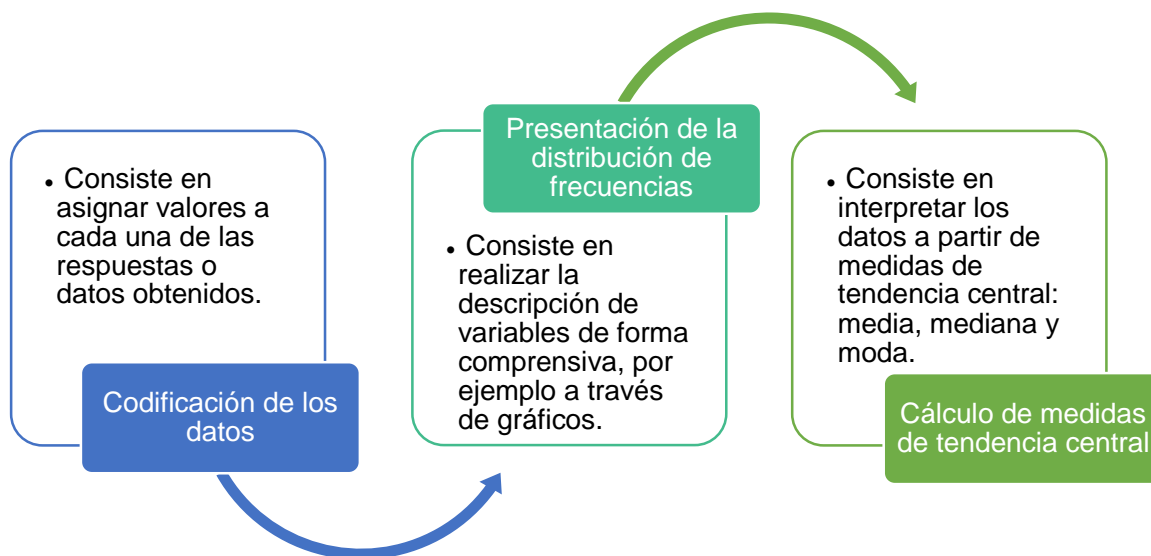 • Consiste en
asignar valores a
cada una de las
respuestas o
datos obtenidos.
Codificación de los
datos
Presentación de la
distribución de
frecuencias
• Consiste en
realizar la
descripción de
variables de forma
comprensiva, por
ejemplo a través
de gráficos.
• Consiste en
interpretar los
datos a partir de
medidas de
tendencia central:
media, mediana y
moda.
Cálculo de medidas
de tendencia central